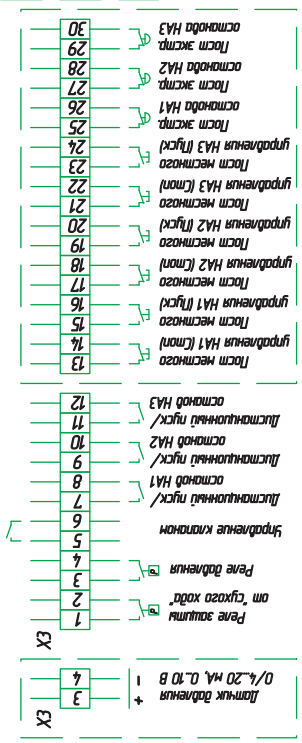 X3
Датчик давления + 3
0/4...20 мА, 0..10 В − 4
X3
Реле защиты 1
от "сухого хода" P 2
3
Реле давления P 4
5
Управление клапаном 6
Дистанционный пуск/ 7
останов НА1 8
Дистанционный пуск/ 9
останов НА2 10
Дистанционный пуск/ 11
останов НА3 12
Пост местного 13
управления НА1 (Стоп) 14
Пост местного 15
управления НА1 (Пуск) 16
Пост местного 17
управления НА2 (Стоп) 18
Пост местного 19
управления НА2 (Пуск) 20
Пост местного 21
управления НА3 (Стоп) 22
Пост местного 23
управления НА3 (Пуск) 24
Пост экстр. 25
останова НА1 26
Пост экстр. 27
останова НА2 28
Пост экстр. 29
останова НА3 30